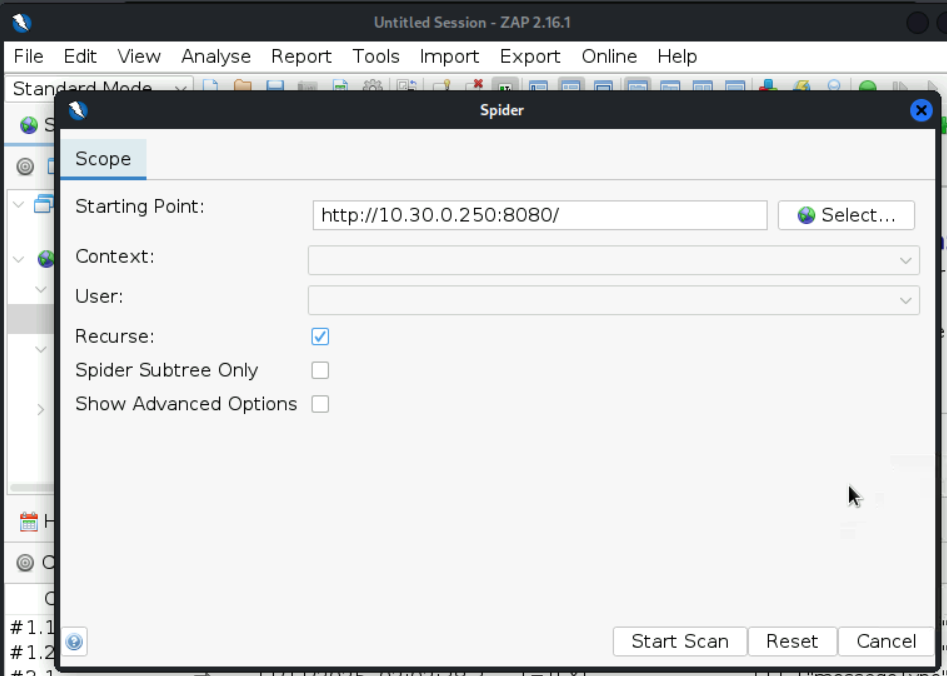 Untitled Session - ZAP 2.16.1
File Edit View Analyse Report Tools Import Export Online Help
Standard Mode
Spider
Scope
Starting Point: http://10.30.0.250:8080/ Select...
Context:
User:
Recurse:
Spider Subtree Only
Show Advanced Options
Start Scan Reset Cancel
#1.1
#1.2